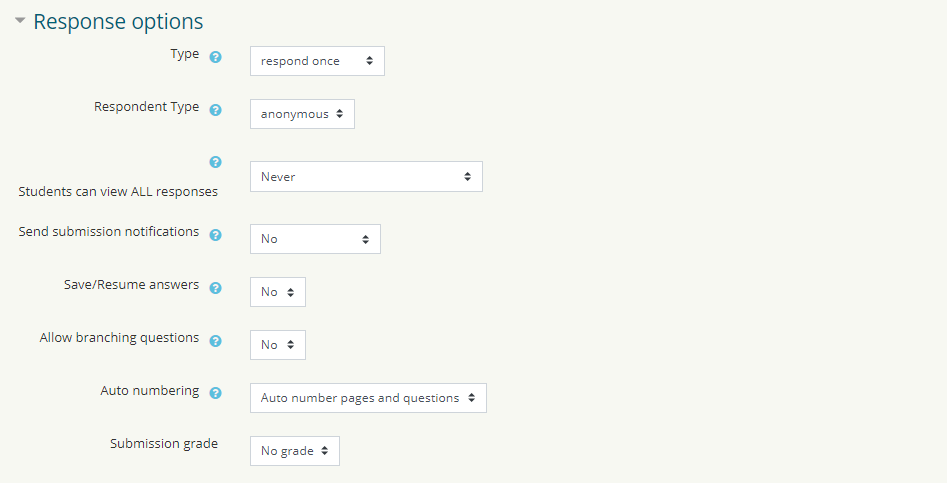 Response options
Type respond once
Respondent Type anonymous
Students can view ALL responses Never
Send submission notifications No
Save/Resume answers No
Allow branching questions No
Auto numbering Auto number pages and questions
Submission grade No grade